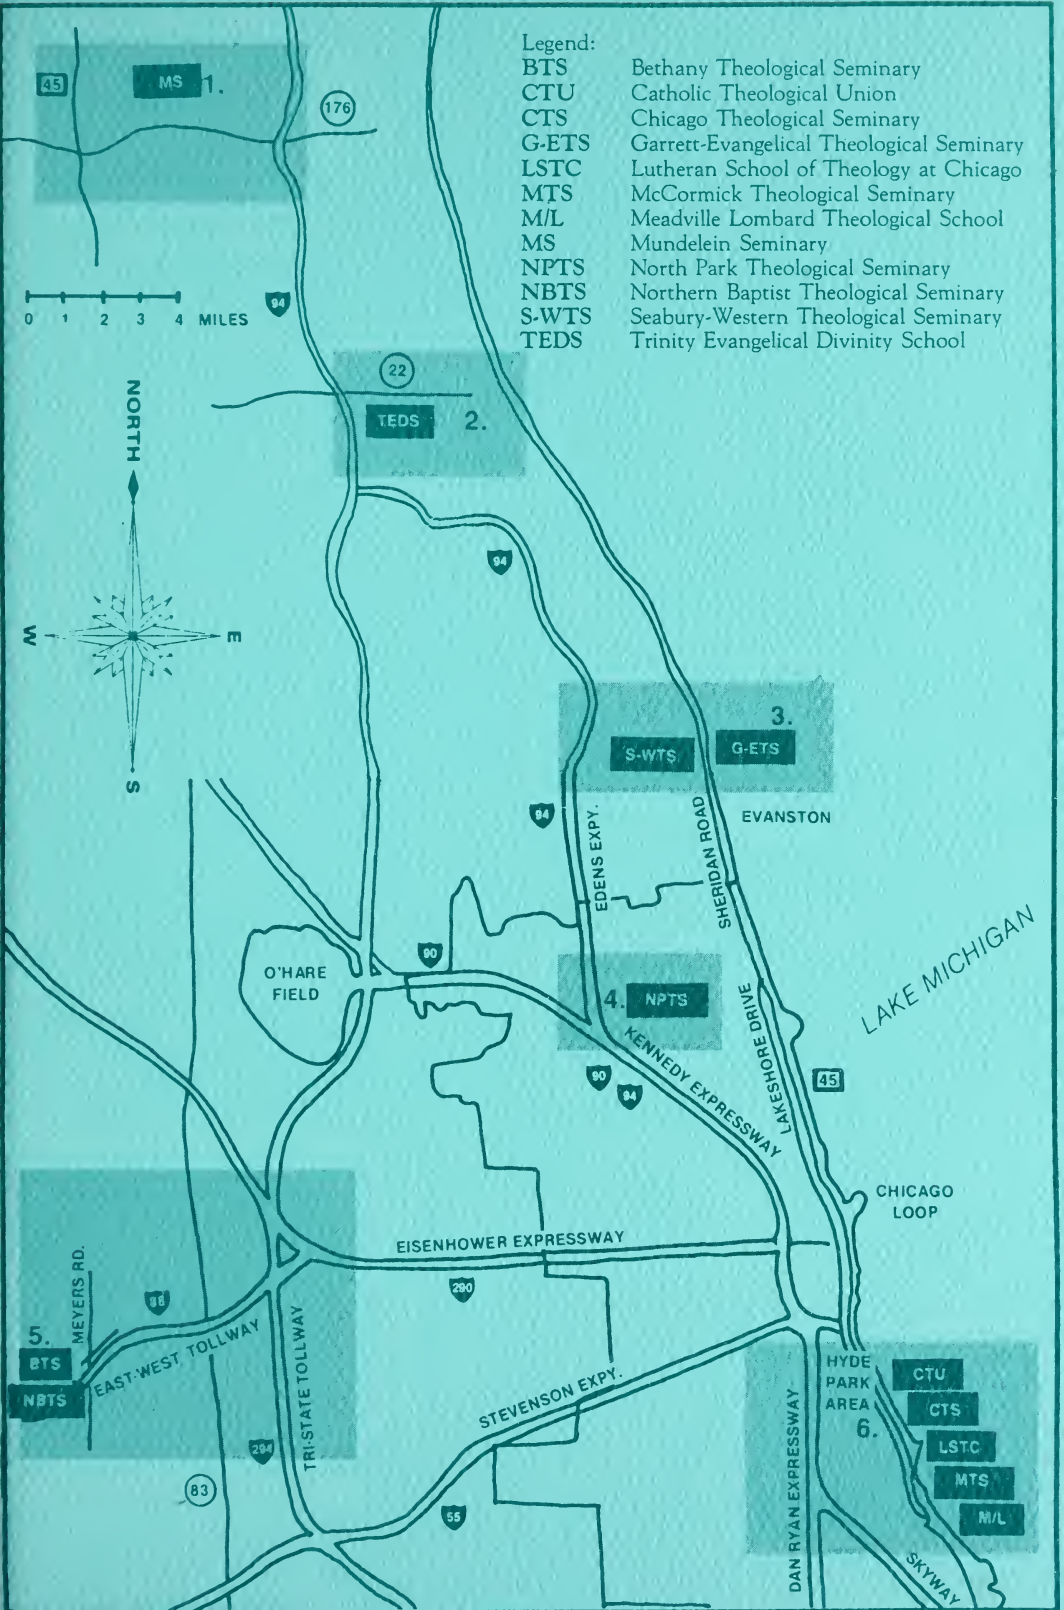 Legend:
BTS Bethany Theological Seminary
CTU Catholic Theological Union
CTS Chicago Theological Seminary
G-ETS Garrett-Evangelical Theological Seminary
LSTC Lutheran School of Theology at Chicago
MTS McCormick Theological Seminary
M/L Meadville Lombard Theological School
MS Mundelein Seminary
NPTS North Park Theological Seminary
NBTS Northern Baptist Theological Seminary
S-WTS Seabury-Western Theological Seminary
TEDS Trinity Evangelical Divinity School
45
MS 1.
176
0 1 2 3 4 MILES
94
22
TEDS 2.
NORTH
W E
S
94
3.
S-WTS G-ETS
94
EDENS EXPY.
SHERIDAN ROAD
EVANSTON
LAKE MICHIGAN
O'HARE
FIELD
90
4. NPTS
KENNEDY EXPRESSWAY
90
94
LAKESHORE DRIVE
45
CHICAGO
LOOP
EISENHOWER EXPRESSWAY
290
MEYERS RD.
88
5.
BTS
NBTS
EAST-WEST TOLLWAY
TRI-STATE TOLLWAY
294
83
STEVENSON EXPY.
55
DAN RYAN EXPRESSWAY
HYDE
PARK
AREA
6.
CTU
CTS
LSTC
MTS
M/L
SKYWAY